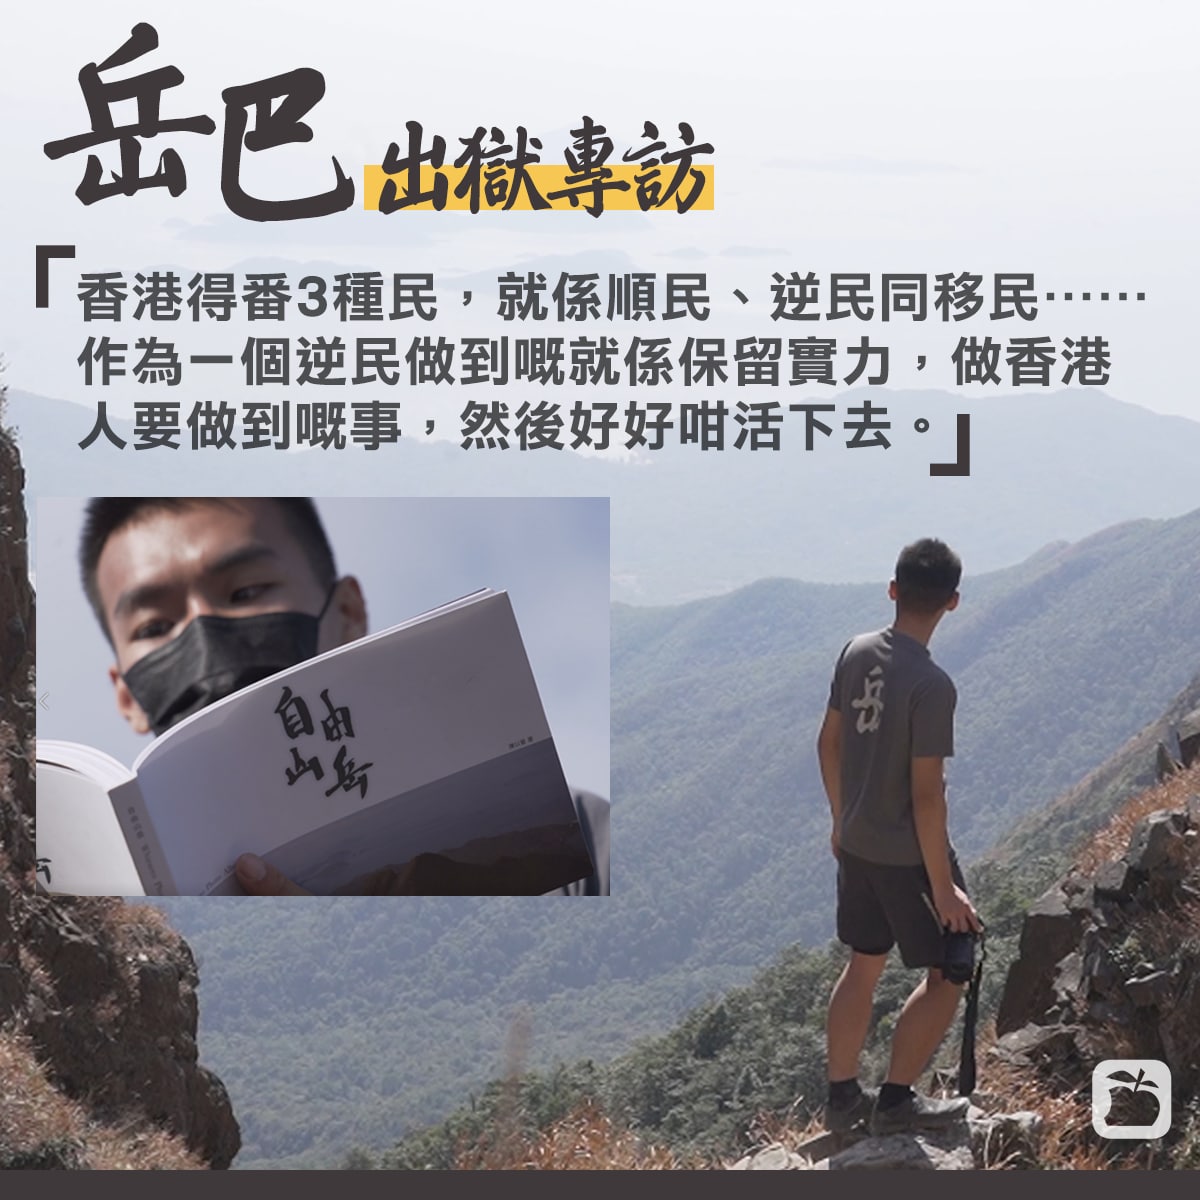 岳巴 出獄專訪
「香港得番3種民，就係順民、逆民同移民⋯⋯
作為一個逆民做到嘅就係保留實力，做香港
人要做到嘅事，然後好好咁活下去。」
自由
山岳
岳